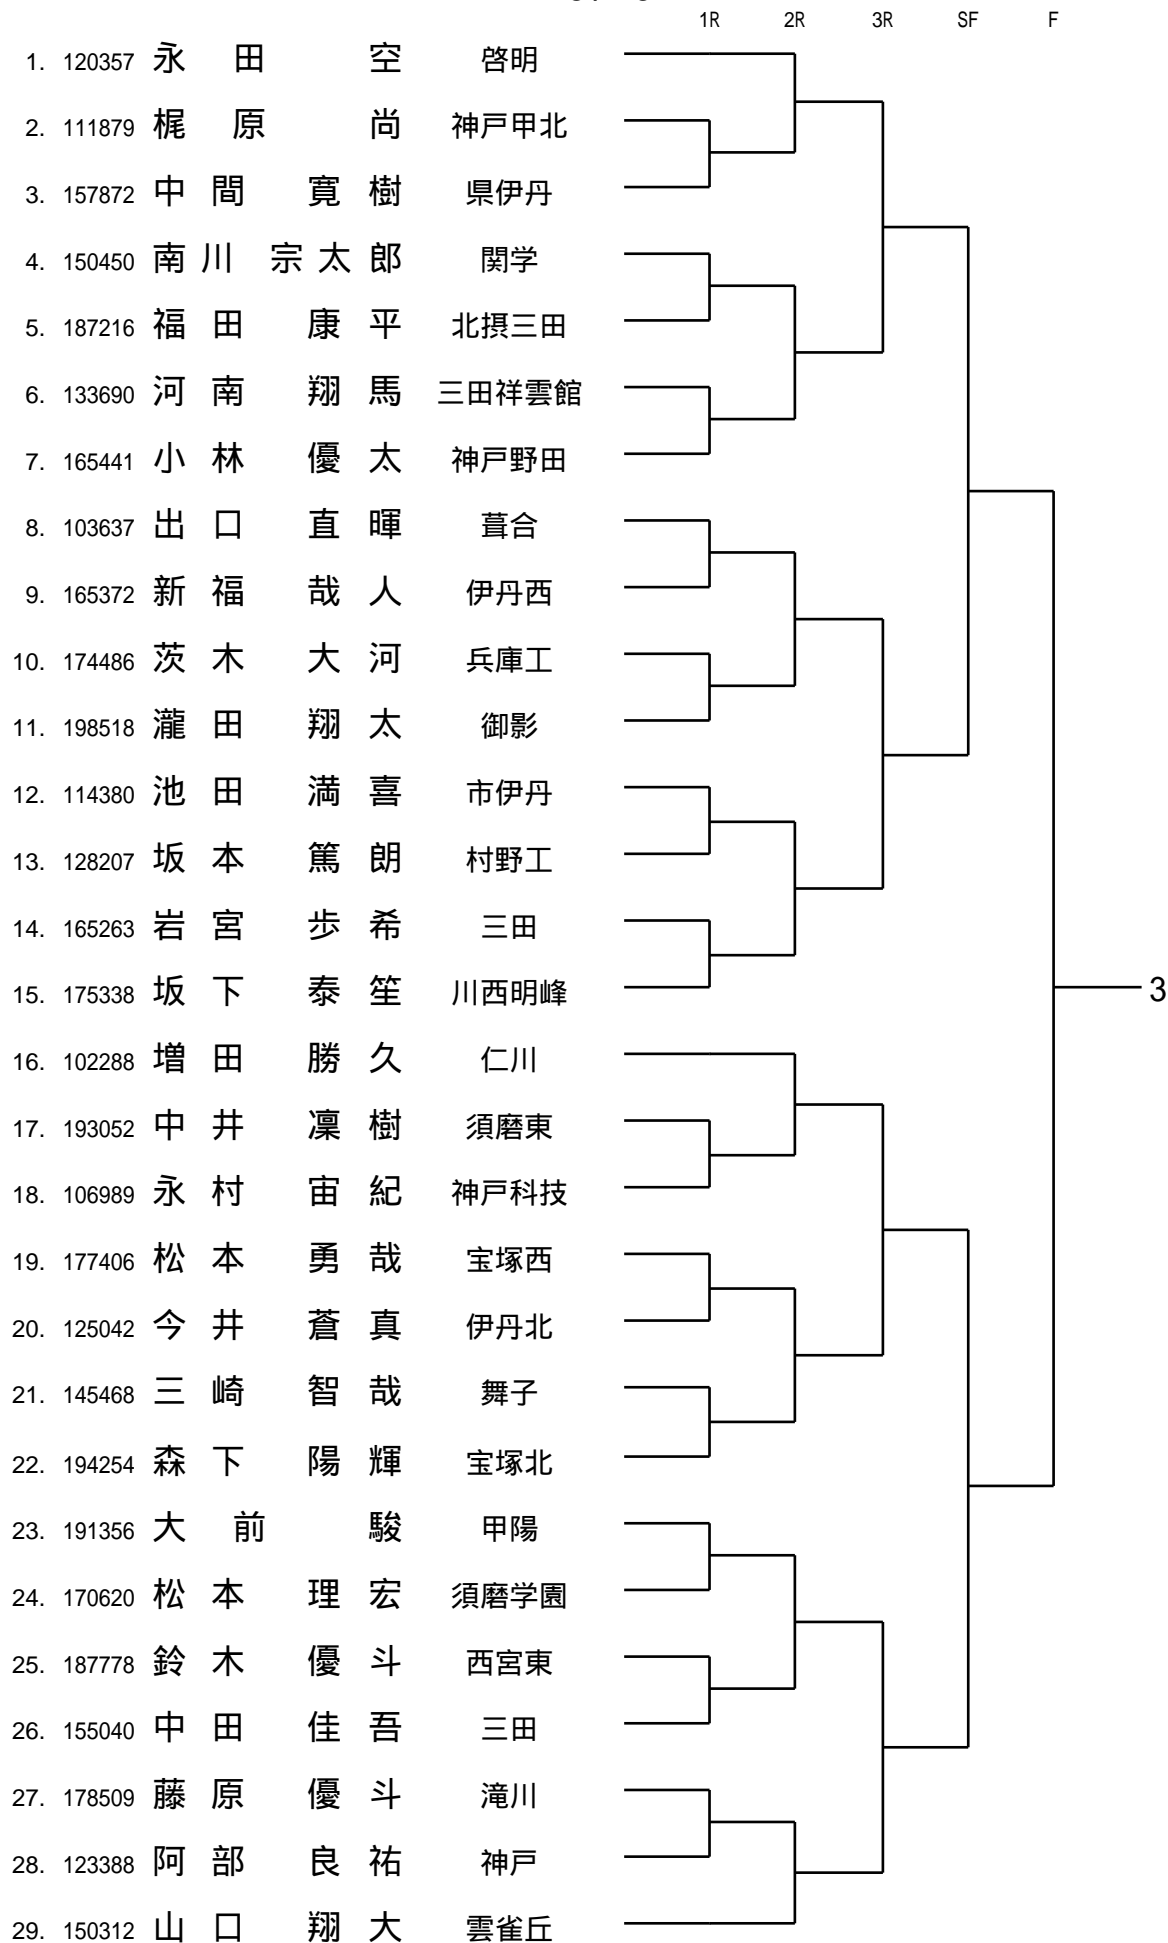 1R 2R 3R SF F
1. 120357 永田 空 啓明
2. 111879 梶原 尚 神戸甲北
3. 157872 中間 寛樹 県伊丹
4. 150450 南川 宗太郎 関学
5. 187216 福田 康平 北摂三田
6. 133690 河南 翔馬 三田祥雲館
7. 165441 小林 優太 神戸野田
8. 103637 出口 直暉 葺合
9. 165372 新福 哉人 伊丹西
10. 174486 茨木 大河 兵庫工
11. 198518 瀧田 翔太 御影
12. 114380 池田 満喜 市伊丹
13. 128207 坂本 篤朗 村野工
14. 165263 岩宮 歩希 三田
15. 175338 坂下 泰笙 川西明峰
3
16. 102288 増田 勝久 仁川
17. 193052 中井 凜樹 須磨東
18. 106989 永村 宙紀 神戸科技
19. 177406 松本 勇哉 宝塚西
20. 125042 今井 蒼真 伊丹北
21. 145468 三崎 智哉 舞子
22. 194254 森下 陽輝 宝塚北
23. 191356 大前 駿 甲陽
24. 170620 松本 理宏 須磨学園
25. 187778 鈴木 優斗 西宮東
26. 155040 中田 佳吾 三田
27. 178509 藤原 優斗 滝川
28. 123388 阿部 良祐 神戸
29. 150312 山口 翔大 雲雀丘